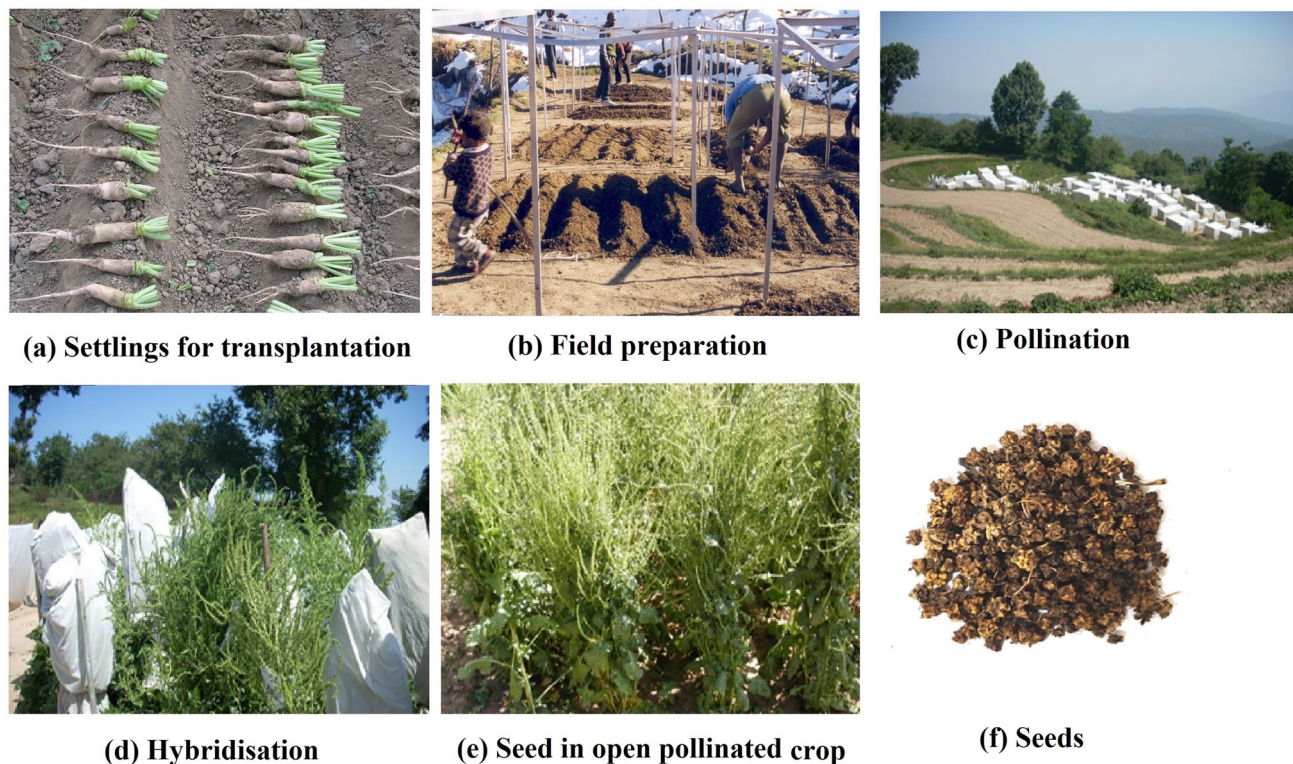 (a) Settlings for transplantation
(b) Field preparation
(c) Pollination
(d) Hybridisation
(e) Seed in open pollinated crop
(f) Seeds